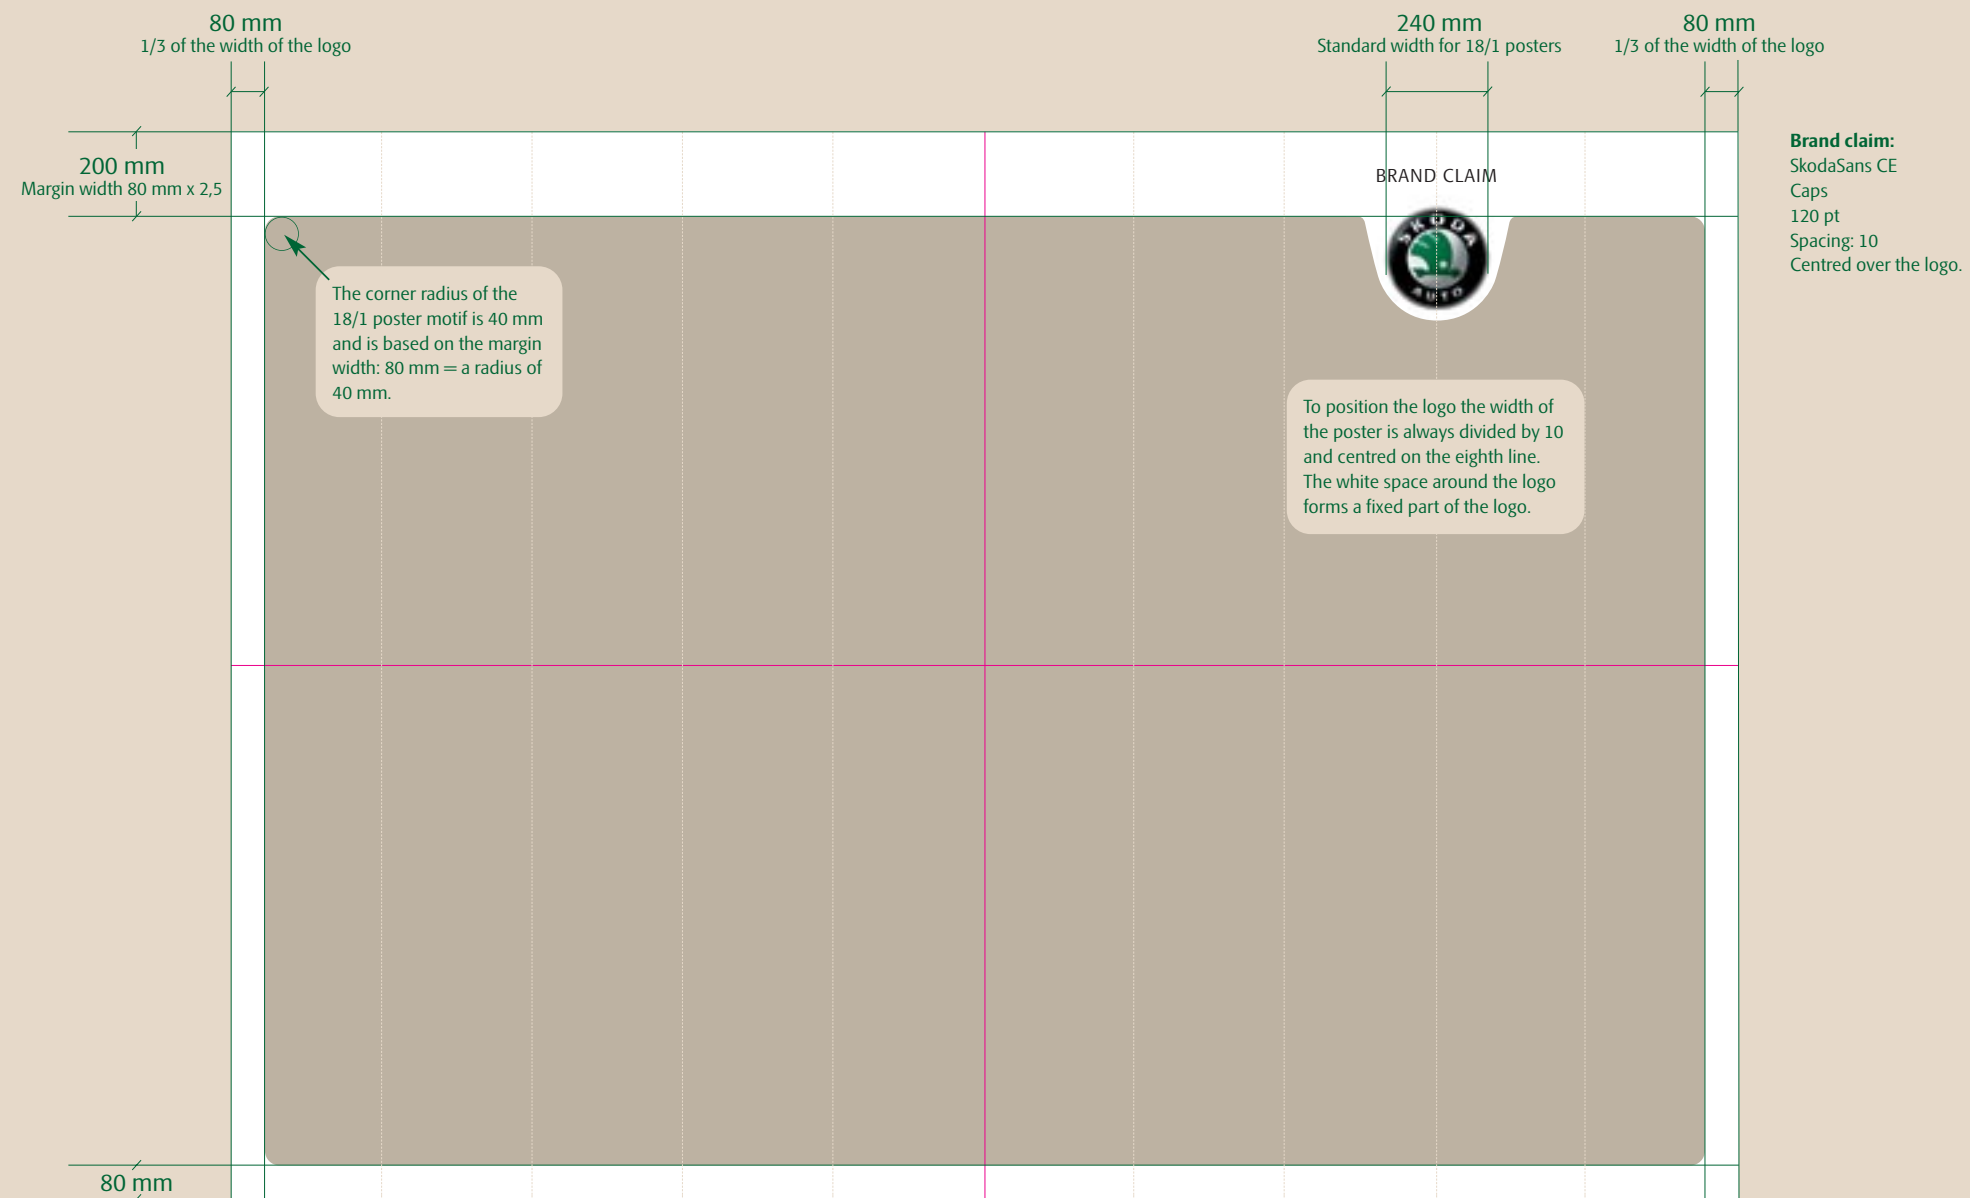 80 mm
1/3 of the width of the logo
240 mm
Standard width for 18/1 posters
80 mm
1/3 of the width of the logo
200 mm
Margin width 80 mm x 2,5
BRAND CLAIM
SKODA
AUTO
Brand claim:
SkodaSans CE
Caps
120 pt
Spacing: 10
Centred over the logo.
The corner radius of the
18/1 poster motif is 40 mm
and is based on the margin
width: 80 mm = a radius of
40 mm.
To position the logo the width of
the poster is always divided by 10
and centred on the eighth line.
The white space around the logo
forms a fixed part of the logo.
80 mm